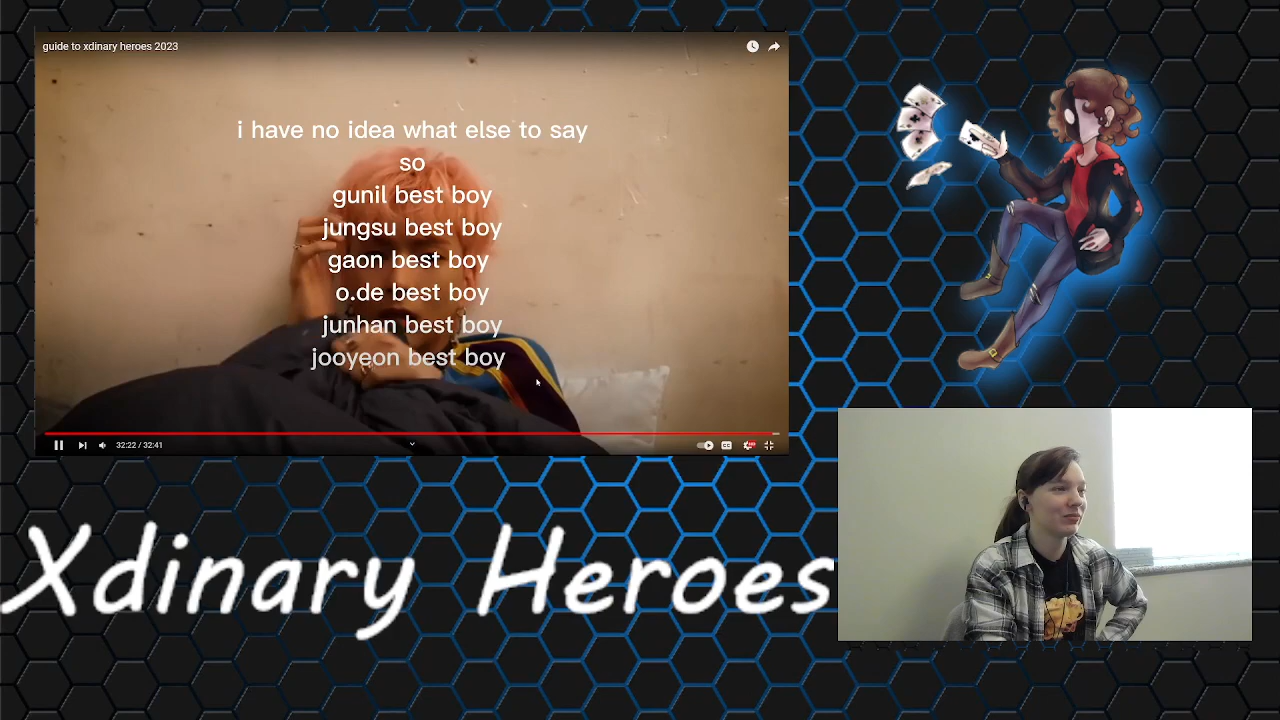 guide to xdinary heroes 2023
i have no idea what else to say
so
gunil best boy
jungsu best boy
gaon best boy
o.de best boy
junhan best boy
jooyeon best boy
32:22 / 32:41
Xdinary Heroes